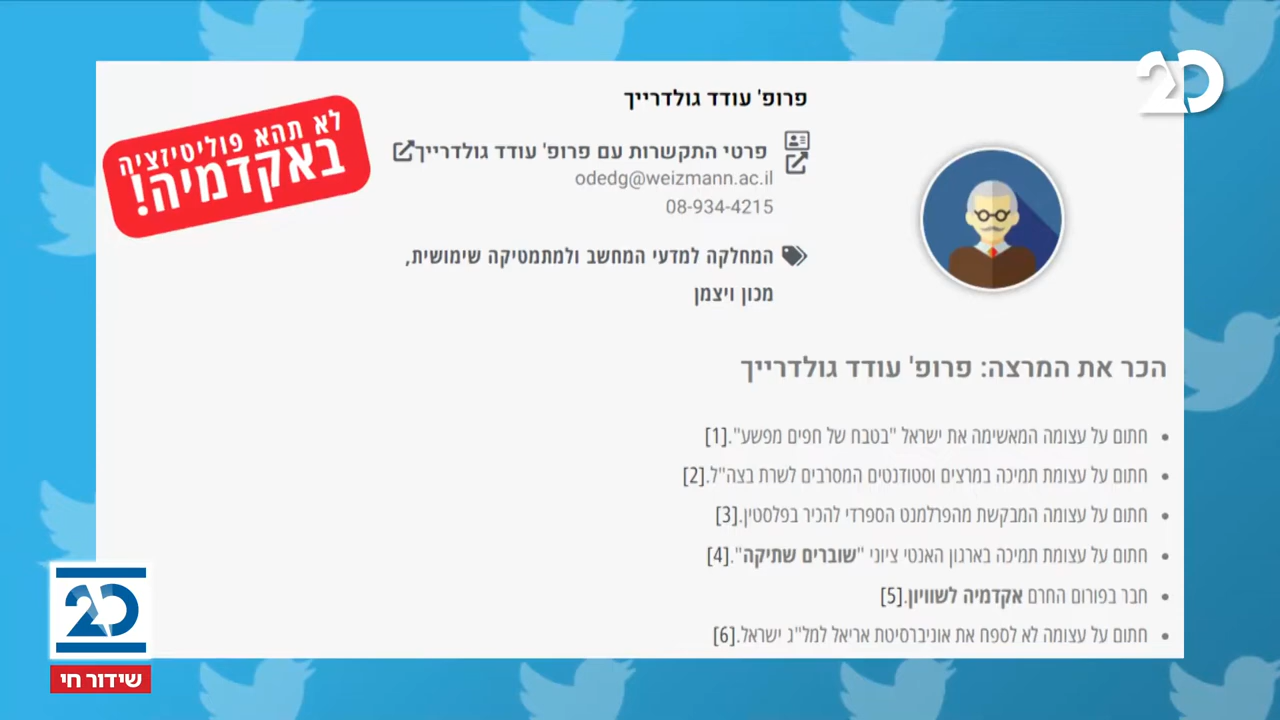 20
פרופ' עודד גולדרייך
לא תהא פוליטיזציה
באקדמיה!
פרטי התקשרות עם פרופ' עודד גולדרייך
odedg@weizmann.ac.il
08-934-4215
המחלקה למדעי המחשב ולמתמטיקה שימושית,
מכון ויצמן
הכר את המרצה: פרופ' עודד גולדרייך
חתום על עצומה המאשימה את ישראל "בטבח של חפים מפשע".[1]
חתום על עצומת תמיכה במרצים וסטודנטים המסרבים לשרת בצה"ל.[2]
חתום על עצומה המבקשת מהפרלמנט הספרדי להכיר בפלסטין.[3]
חתום על עצומת תמיכה בארגון האנטי ציוני "שוברים שתיקה".[4]
חבר בפורום החרם אקדמיה לשוויון.[5]
חתום על עצומה לא לספח את אוניברסיטת אריאל למל"ג ישראל.[6]
20
שידור חי